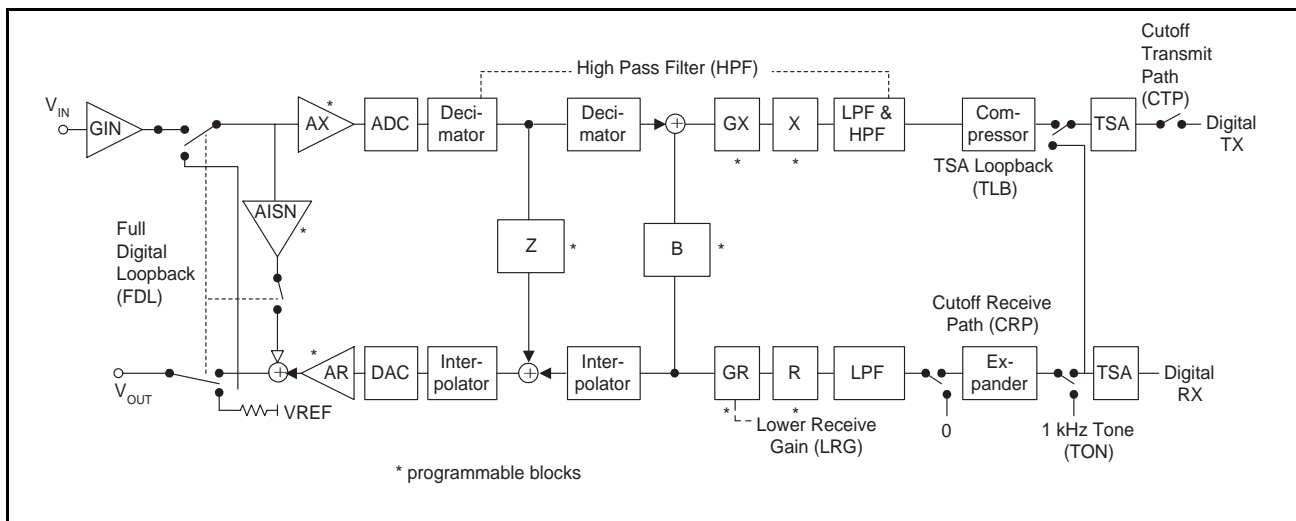 High Pass Filter (HPF)
Cutoff
Transmit
Path
(CTP)
VIN
GIN
AX
*
ADC
Deci-
mator
Deci-
mator
+
GX
*
X
*
LPF &
HPF
Com-
pressor
TSA
Digital
TX
TSA Loopback
(TLB)
Full
Digital
Loopback
(FDL)
AISN
*
Z
*
B
*
Cutoff Receive
Path (CRP)
VOUT
+
*
AR
DAC
Inter-
polator
+
Inter-
polator
GR
*
R
*
LPF
Ex-
pander
TSA
Digital
RX
VREF
Lower Receive
Gain (LRG)
0
1 kHz Tone
(TON)
* programmable blocks